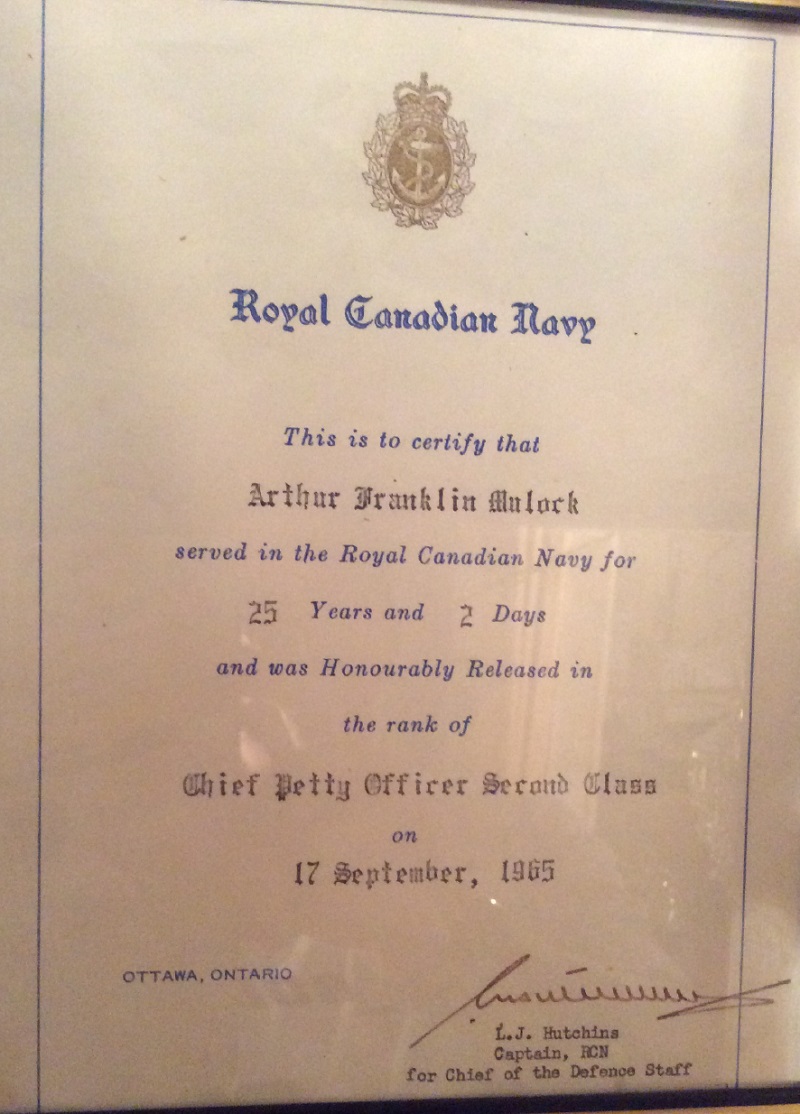 Royal Canadian Navy
This is to certify that
Arthur Franklin Mulock
served in the Royal Canadian Navy for
25 Years and 2 Days
and was Honourably Released in
the rank of
Chief Petty Officer Second Class
on
17 September, 1965
OTTAWA, ONTARIO
L.J. Hutchins
Captain, RCN
for Chief of the Defence Staff